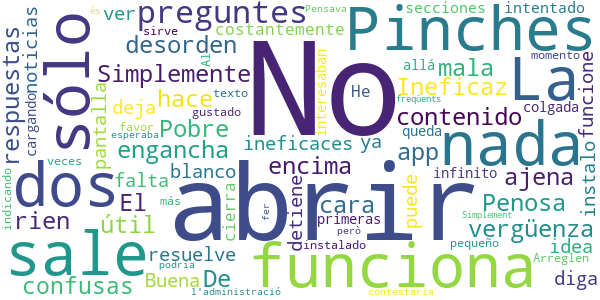 No
abrir
Pinches
La
sólo
dos
nada
sale
funciona
preguntes
desorden
Simplemente
hace
Ineficaz
mala
contenido
app
ya
ineficaces
Pobre
engancha
encima
blanco
cara
detiene
primeras
instalado
però
puede
queda
infinito
Penosa
vergüenza
ajena
instalo
idea
diga
Arreglen
Simplement
pequeño
contestaría
Buena
De
resuelve
podría
l'administració
fer
cierra
más
útil
El
falta
rien
confusas
indicando
veces
favor
esperaba
deja
pantalla
texto
gustado
sirve
Al
ver
costantemente
és
Pensava
secciones
intentado
momento
colgada
funcione
allá
He
interesaban
freqüents
respuestas
cargando
noticias